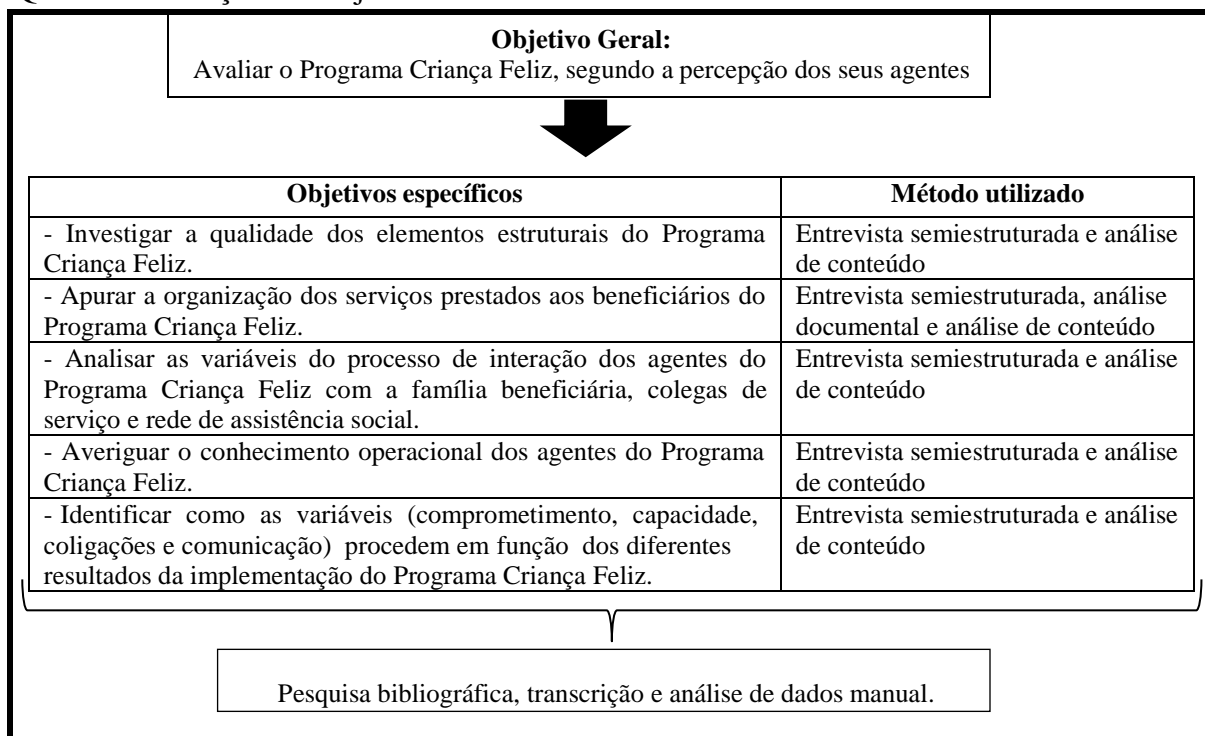 Objetivo Geral:
Avaliar o Programa Criança Feliz, segundo a percepção dos seus agentes
Objetivos específicos
Método utilizado
- Investigar a qualidade dos elementos estruturais do Programa
Criança Feliz.
Entrevista semiestruturada e análise
de conteúdo
- Apurar a organização dos serviços prestados aos beneficiários do
Programa Criança Feliz.
Entrevista semiestruturada, análise
documental e análise de conteúdo
- Analisar as variáveis do processo de interação dos agentes do
Programa Criança Feliz com a família beneficiária, colegas de
serviço e rede de assistência social.
Entrevista semiestruturada e análise
de conteúdo
- Averiguar o conhecimento operacional dos agentes do Programa
Criança Feliz.
Entrevista semiestruturada e análise
de conteúdo
- Identificar como as variáveis (comprometimento, capacidade,
coligações e comunicação) procedem em função dos diferentes
resultados da implementação do Programa Criança Feliz.
Entrevista semiestruturada e análise
de conteúdo
Pesquisa bibliográfica, transcrição e análise de dados manual.